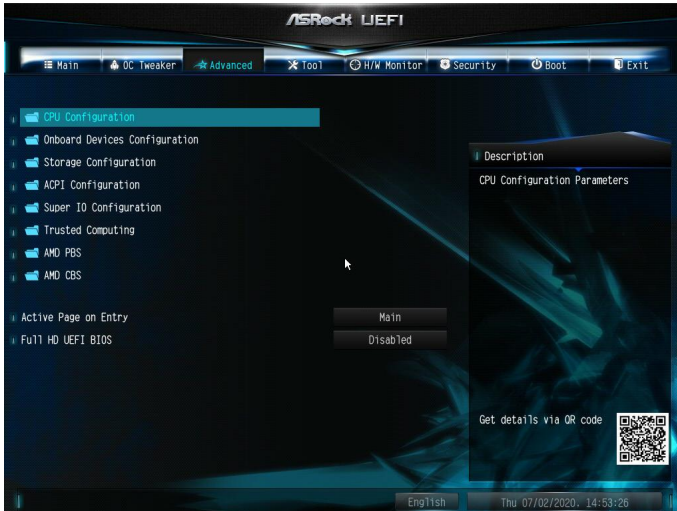 ASRock UEFI
Main
OC Tweaker
Advanced
Tool
H/W Monitor
Security
Boot
Exit
CPU Configuration
Onboard Devices Configuration
Storage Configuration
ACPI Configuration
Super IO Configuration
Trusted Computing
AMD PBS
AMD CBS
Active Page on Entry Main
Full HD UEFI BIOS Disabled
Description
CPU Configuration Parameters
Get details via QR code
English
Thu 07/02/2020. 14:53:26